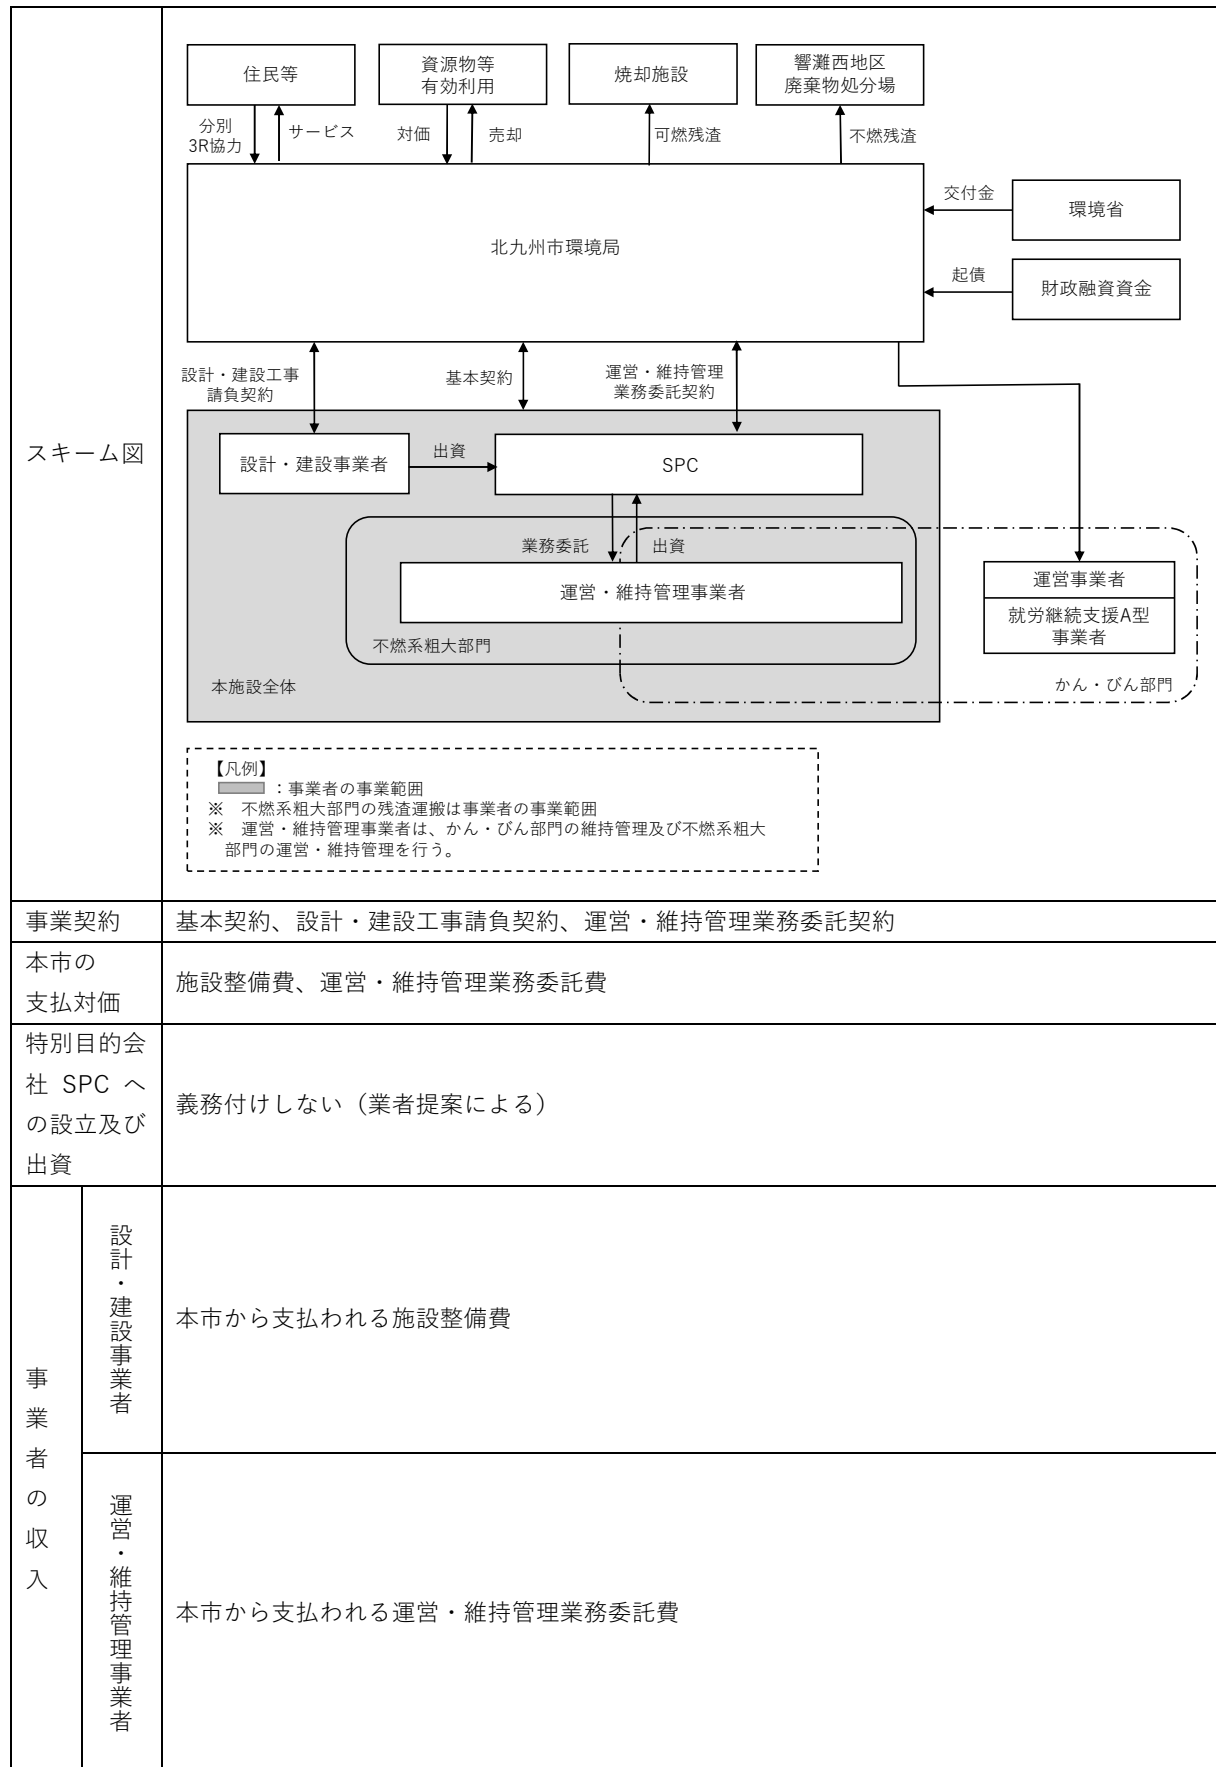 スキーム図
住民等
資源物等
有効利用
焼却施設
響灘西地区
廃棄物処分場
分別
3R協力
サービス
対価
売却
可燃残渣
不燃残渣
北九州市環境局
交付金
環境省
起債
財政融資資金
設計・建設工事
請負契約
基本契約
運営・維持管理
業務委託契約
設計・建設事業者
出資
SPC
業務委託
出資
運営・維持管理事業者
不燃系粗大部門
本施設全体
運営事業者
就労継続支援A型
事業者
かん・びん部門
【凡例】
：事業者の事業範囲
※　不燃系粗大部門の残渣運搬は事業者の事業範囲
※　運営・維持管理事業者は、かん・びん部門の維持管理及び不燃系粗大
部門の運営・維持管理を行う。
事業契約
基本契約、設計・建設工事請負契約、運営・維持管理業務委託契約
本市の
支払対価
施設整備費、運営・維持管理業務委託費
特別目的会
社 SPC へ
の設立及び
出資
義務付けしない（業者提案による）
事業者の収入
設計・建設事業者
本市から支払われる施設整備費
運営・維持管理事業者
本市から支払われる運営・維持管理業務委託費